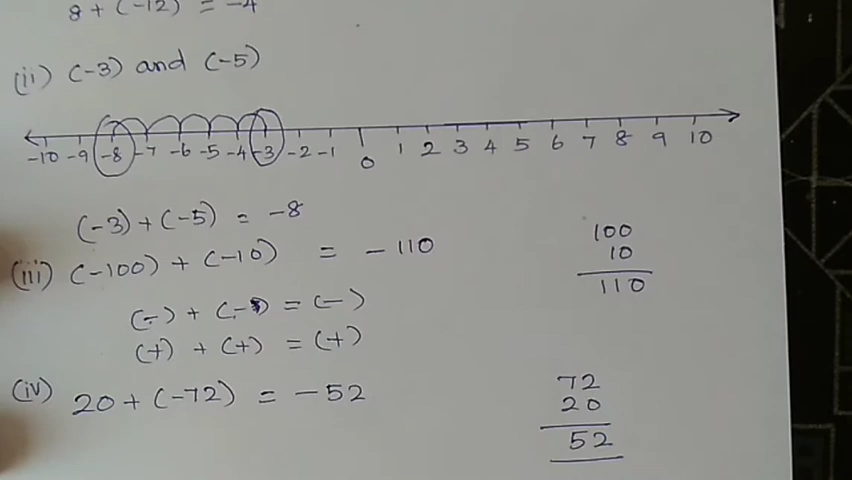 8 + (-12) = -4
(ii) (-3) and (-5)
-10 -9 -8 -7 -6 -5 -4 -3 -2 -1 0 1 2 3 4 5 6 7 8 9 10
(-3) + (-5) = -8
(iii) (-100) + (-10) = -110
100
10
110
(-) + (-) = (-)
(+) + (+) = (+)
(iv) 20 + (-72) = -52
72
20
52